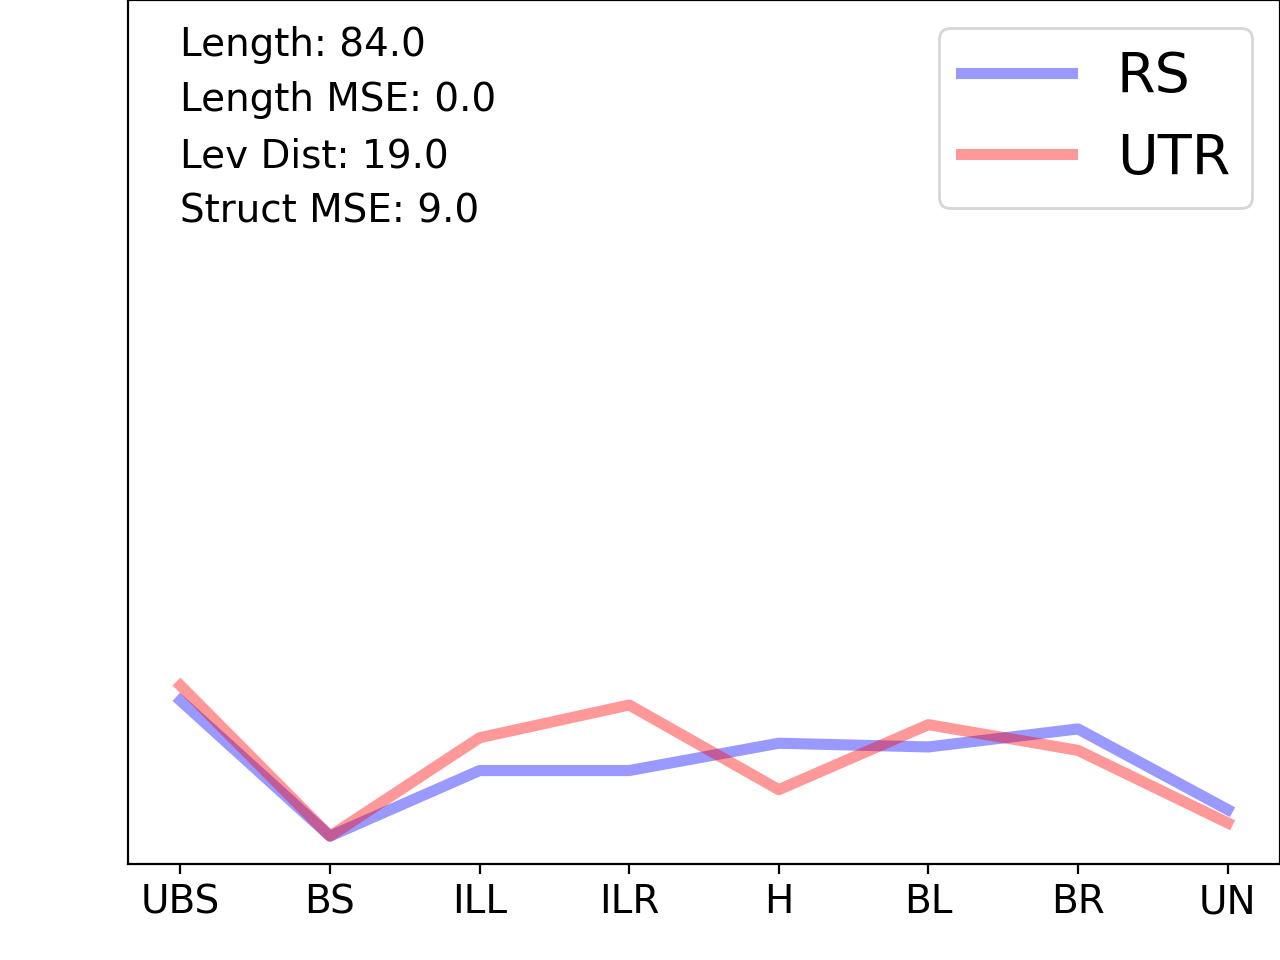 Length: 84.0
Length MSE: 0.0
Lev Dist: 19.0
Struct MSE: 9.0
RS
UTR
UBS BS ILL ILR H BL BR UN